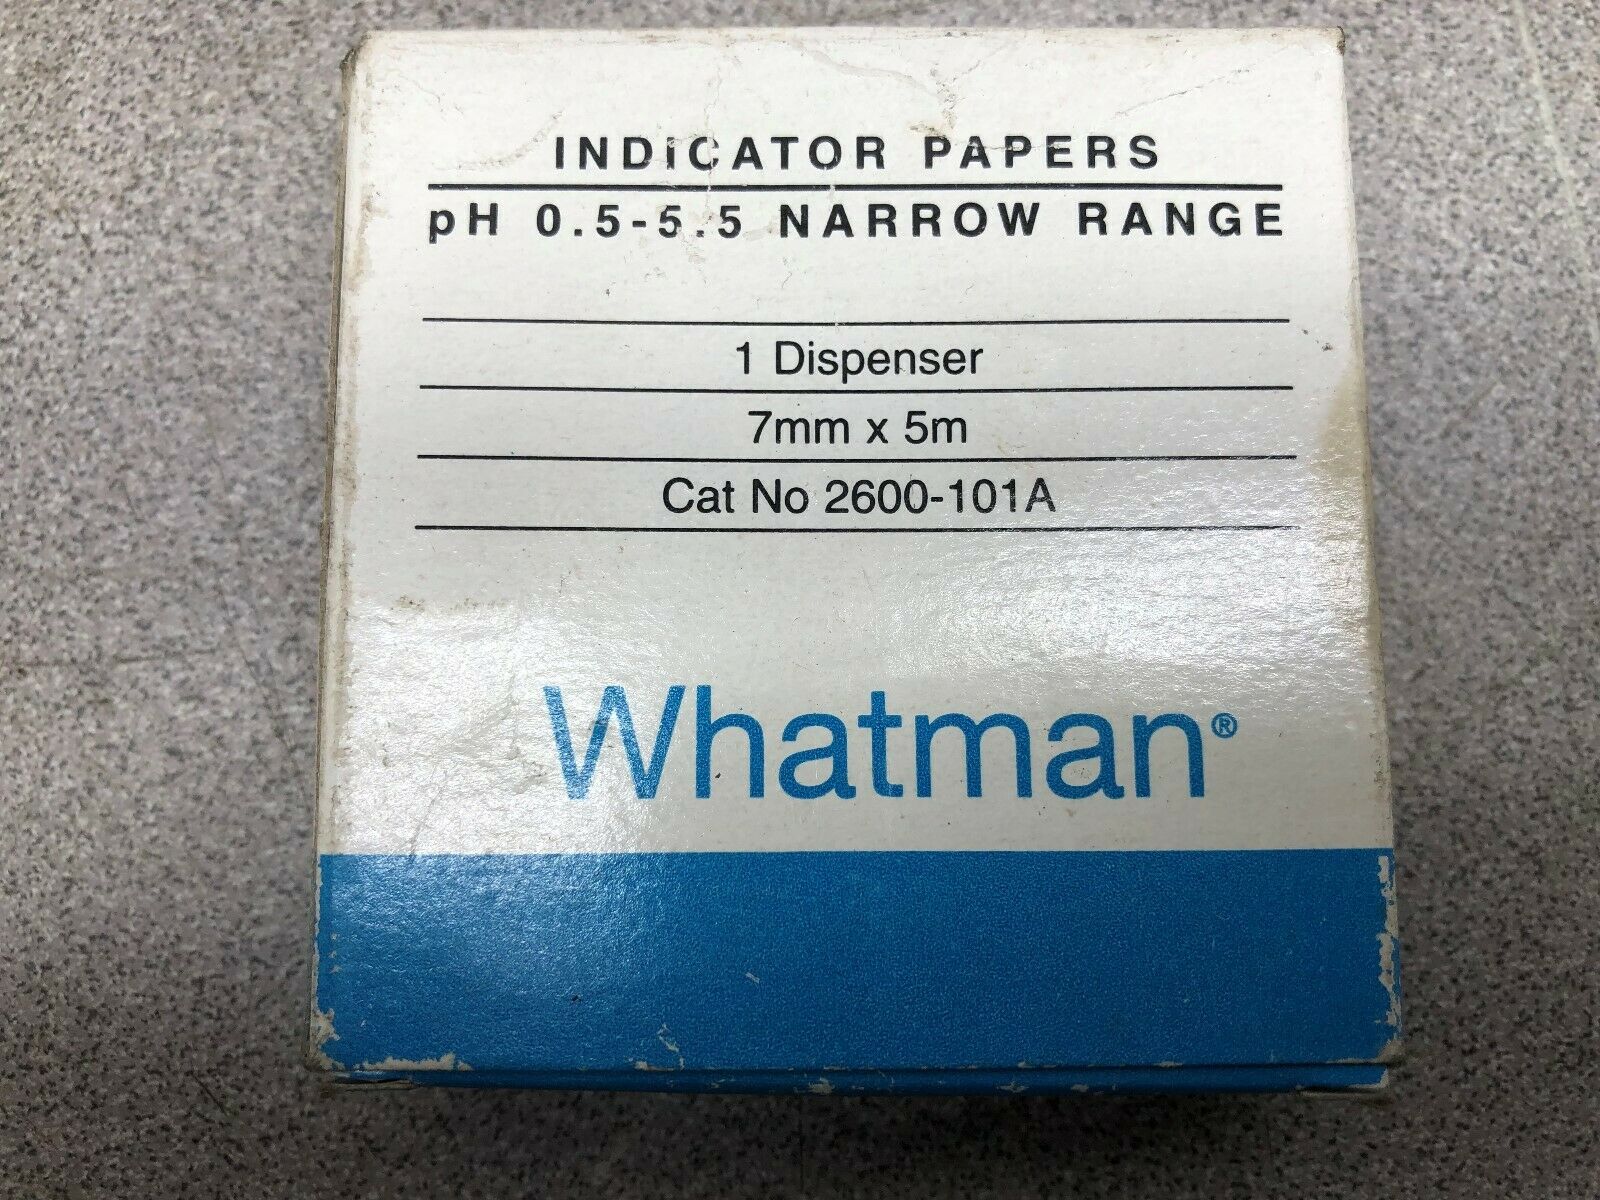 INDICATOR PAPERS
pH 0.5-5.5 NARROW RANGE
1 Dispenser
7mm x 5m
Cat No 2600-101A
Whatman®